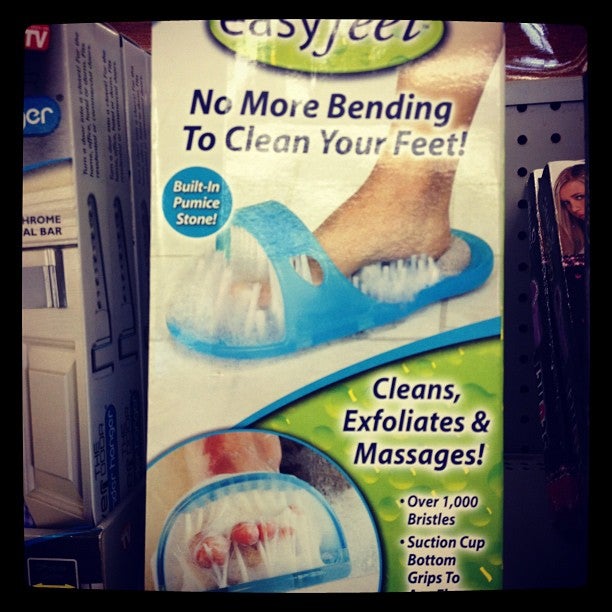 easyfeet
No More Bending
To Clean Your Feet!
Built-In
Pumice
Stone!
Cleans,
Exfoliates &
Massages!
• Over 1,000
Bristles
• Suction Cup
Bottom
Grips To
TV
HROME
AL BAR